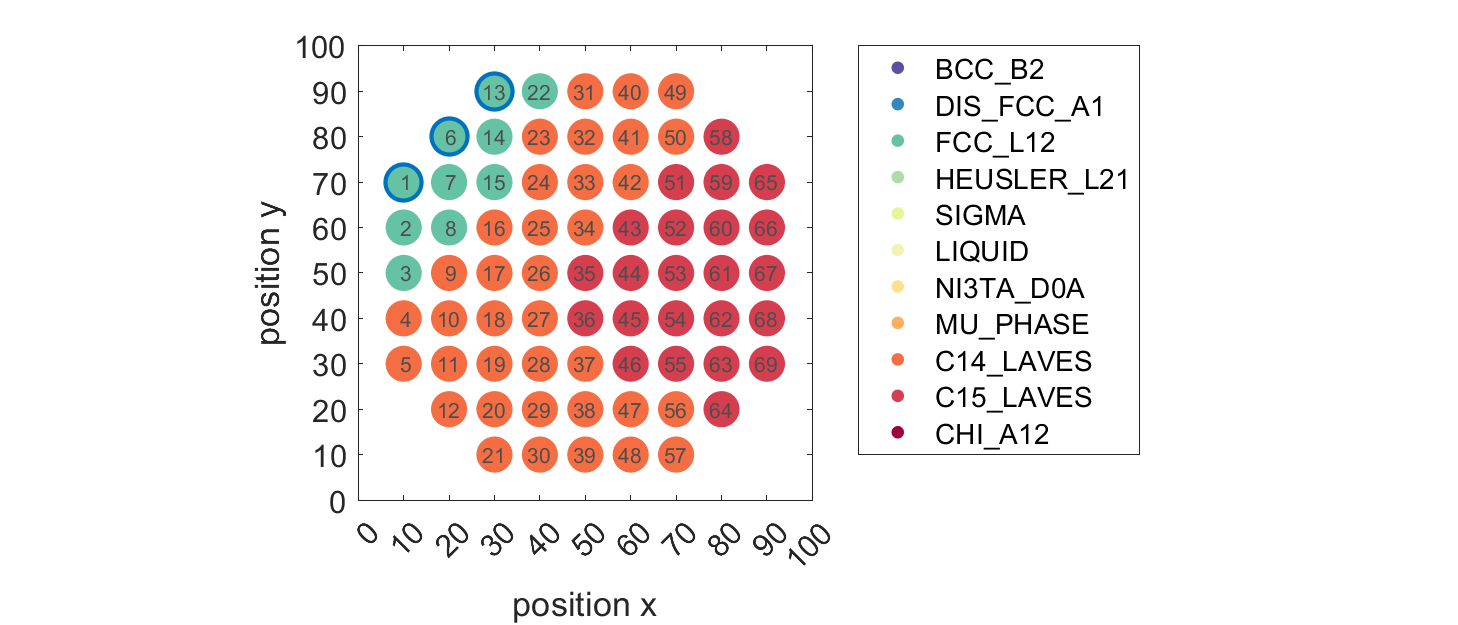 100
90
80
70
60
50
40
30
20
10
0
position y
13 22 31 40 49
6 14 23 32 41 50 58
1 7 15 24 33 42 51 59 65
2 8 16 25 34 43 52 60 66
3 9 17 26 35 44 53 61 67
4 10 18 27 36 45 54 62 68
5 11 19 28 37 46 55 63 69
12 20 29 38 47 56 64
21 30 39 48 57
0 10 20 30 40 50 60 70 80 90 100
position x
BCC_B2
DIS_FCC_A1
FCC_L12
HEUSLER_L21
SIGMA
LIQUID
NI3TA_D0A
MU_PHASE
C14_LAVES
C15_LAVES
CHI_A12